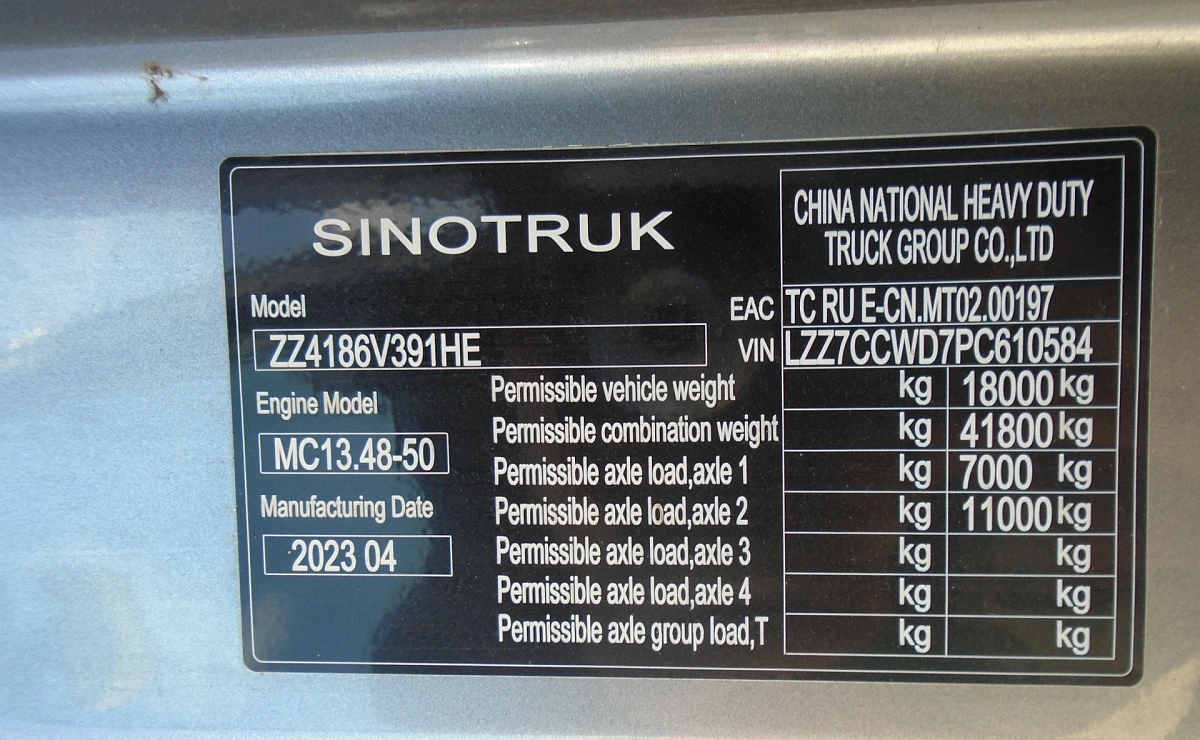 SINOTRUK
CHINA NATIONAL HEAVY DUTY
TRUCK GROUP CO.,LTD
Model
ZZ4186V391HE
EAC TC RU E-CN.MT02.00197
VIN LZZ7CCWD7PC610584
Engine Model
MC13.48-50
Manufacturing Date
2023 04
Permissible vehicle weight kg 18000 kg
Permissible combination weight kg 41800 kg
Permissible axle load,axle 1 kg 7000 kg
Permissible axle load,axle 2 kg 11000 kg
Permissible axle load,axle 3 kg kg
Permissible axle load,axle 4 kg kg
Permissible axle group load,T kg kg